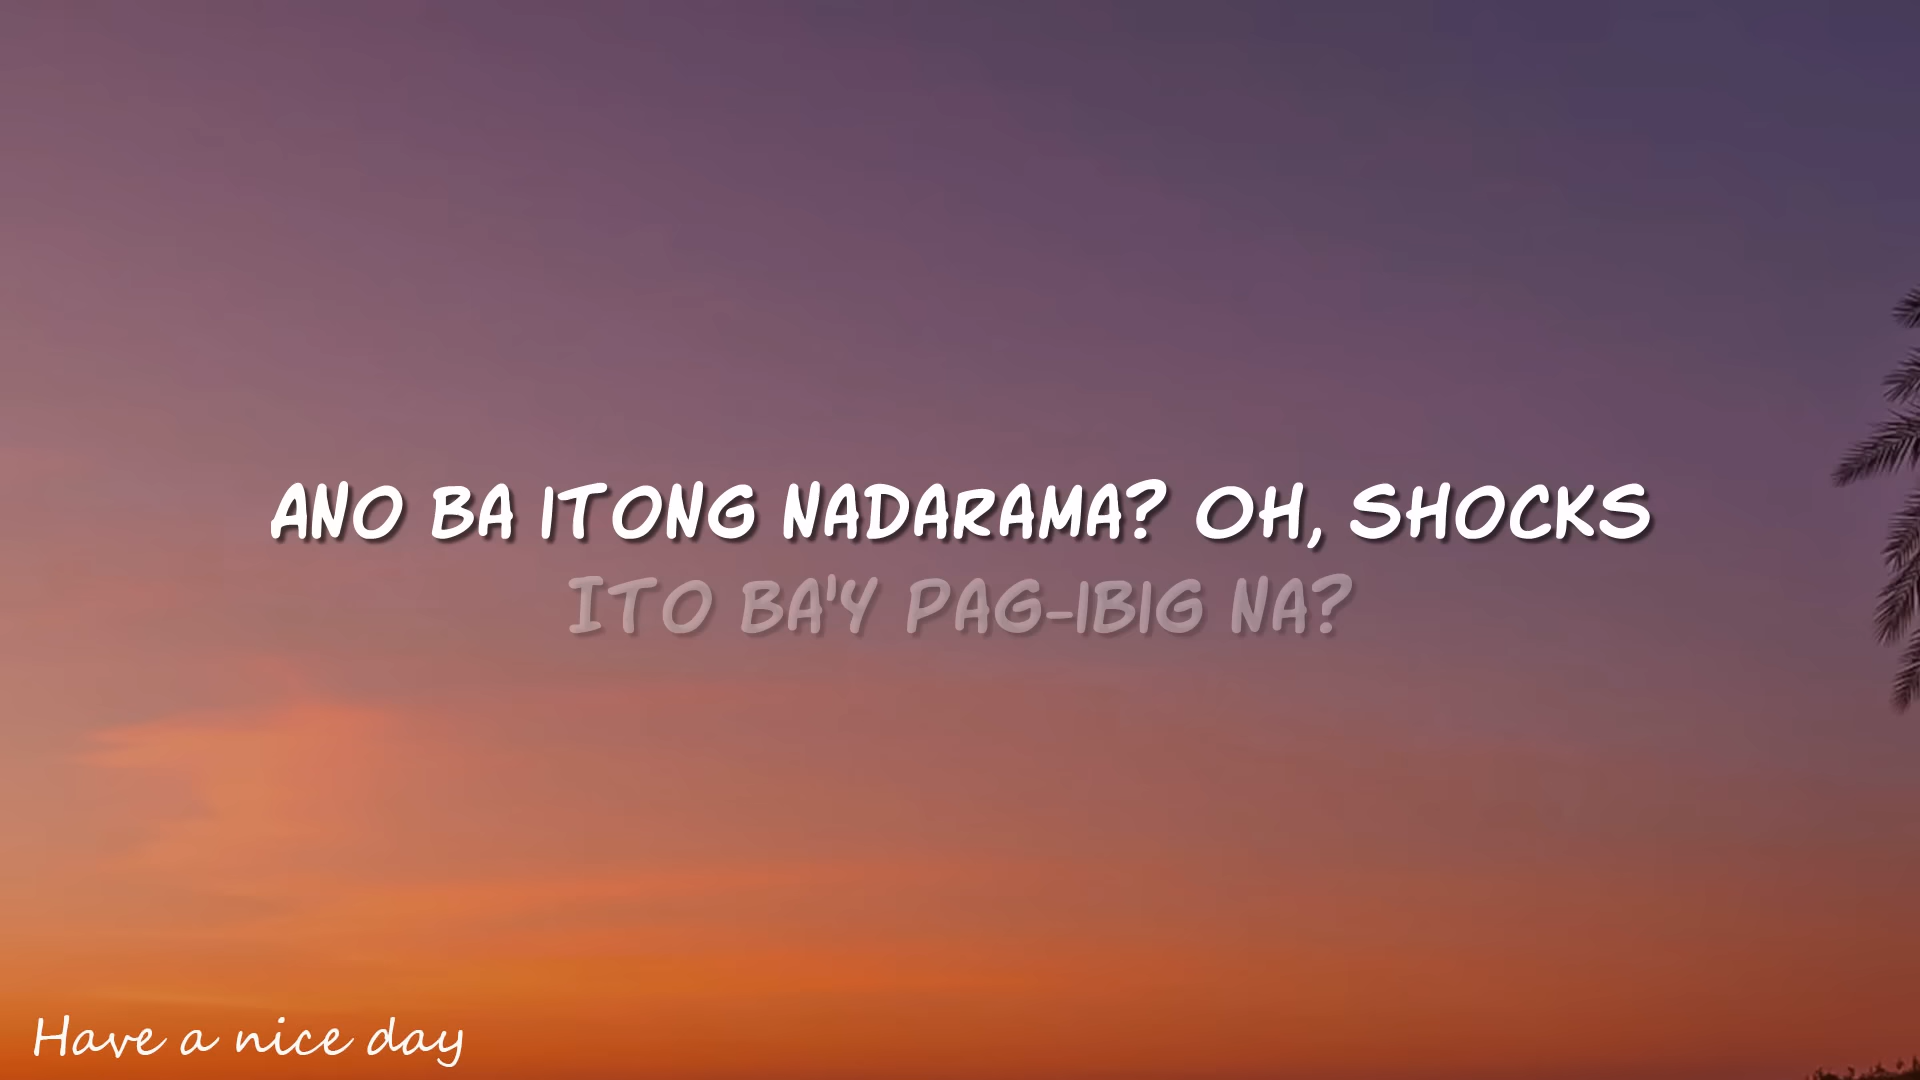 ANO BA ITONG NADARAMA? OH, SHOCKS
ITO BA'Y PAG-IBIG NA?
Have a nice day